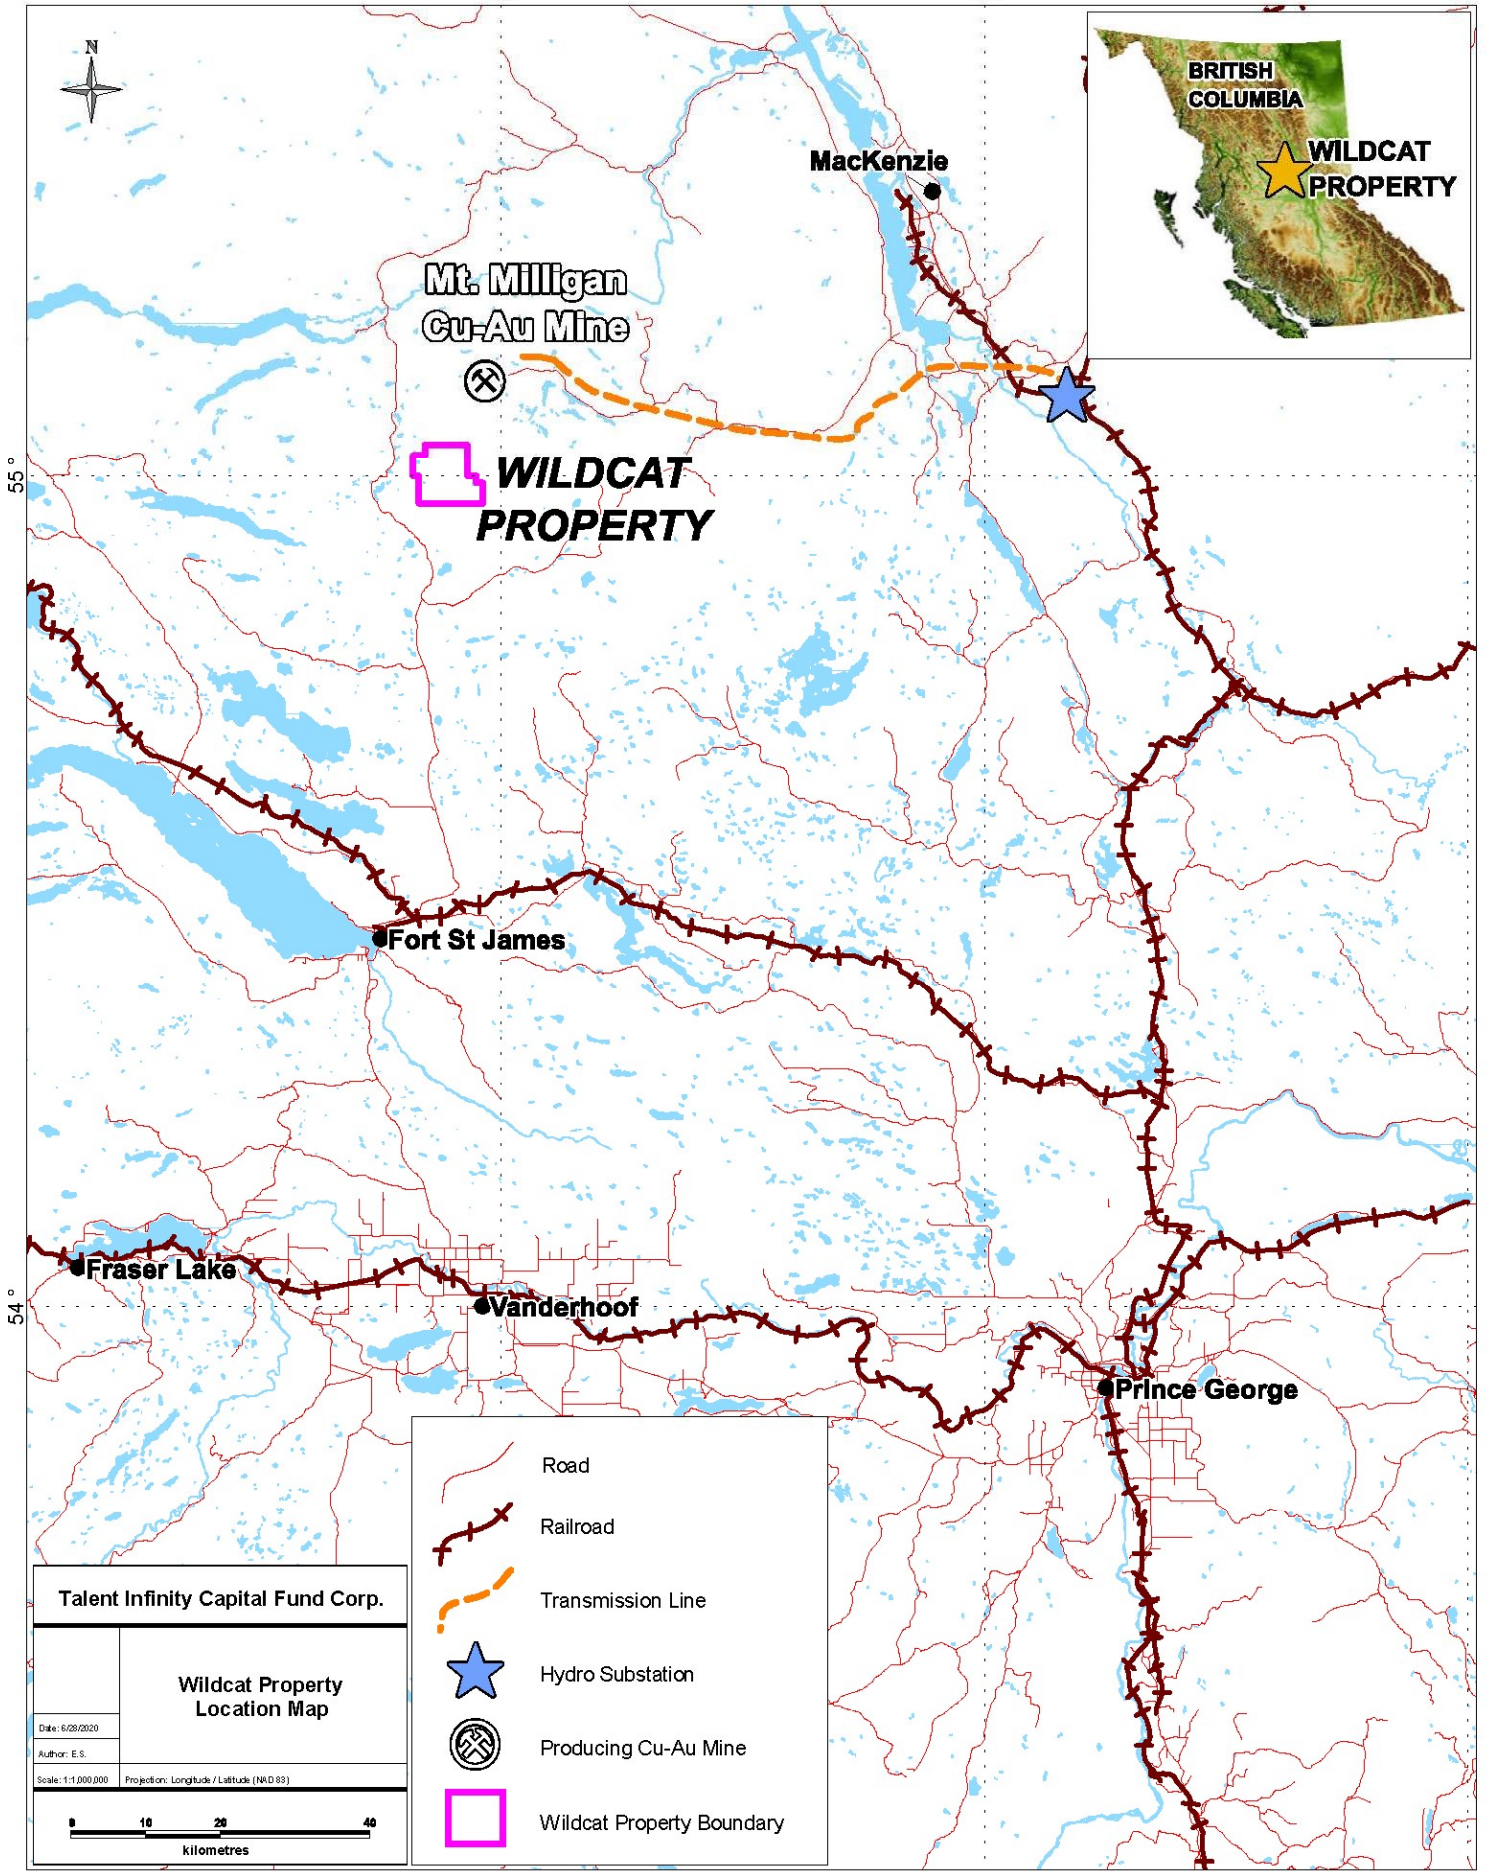 N
BRITISH
COLUMBIA
WILDCAT
PROPERTY
MacKenzie
Mt. Milligan
Cu-Au Mine
55°
WILDCAT
PROPERTY
Fort St James
Fraser Lake
54°
Vanderhoof
Prince George
Road
Railroad
Transmission Line
Hydro Substation
Producing Cu-Au Mine
Wildcat Property Boundary
Talent Infinity Capital Fund Corp.
Wildcat Property
Location Map
Date: 6/28/2020
Author: E.S.
Scale: 1:1,000,000
Projection: Longitude / Latitude (NAD 83)
0 10 20 40
kilometres